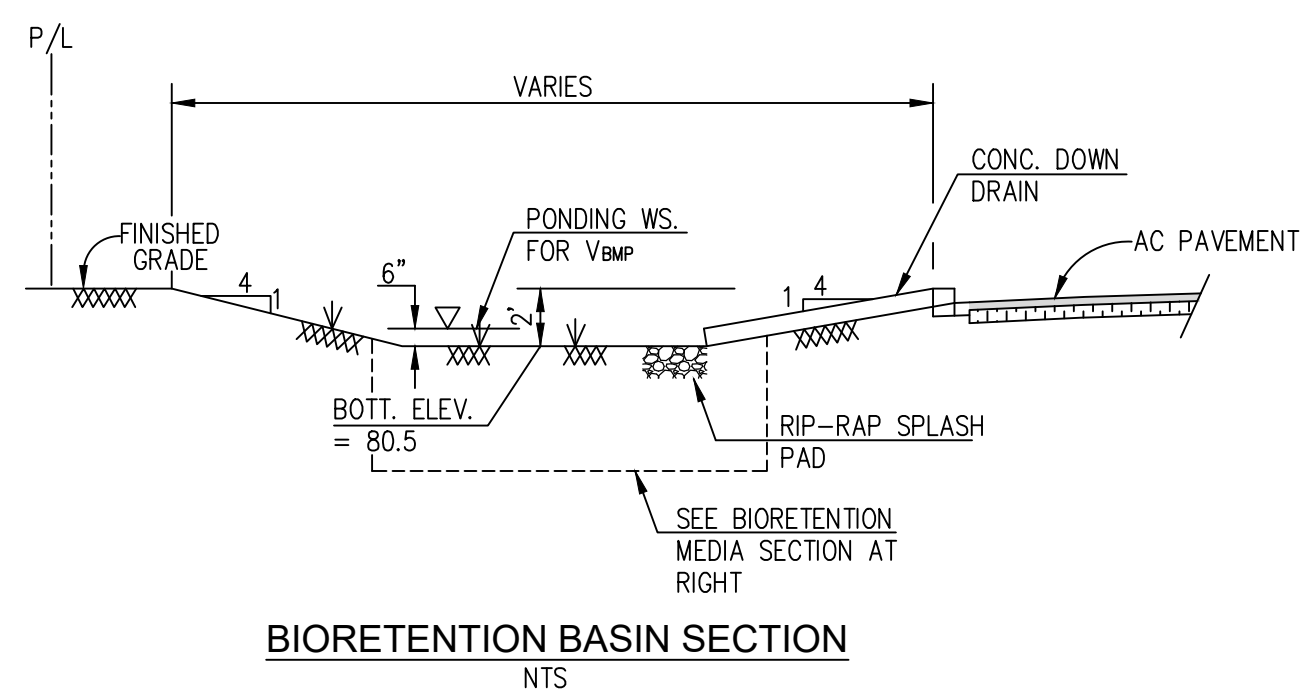 P/L
VARIES
CONC. DOWN
DRAIN
FINISHED
GRADE
PONDING WS.
FOR VBMP
AC PAVEMENT
6”
4
1
2'
1
4
BOTT. ELEV.
= 80.5
RIP-RAP SPLASH
PAD
SEE BIORETENTION
MEDIA SECTION AT
RIGHT
BIORETENTION BASIN SECTION
NTS